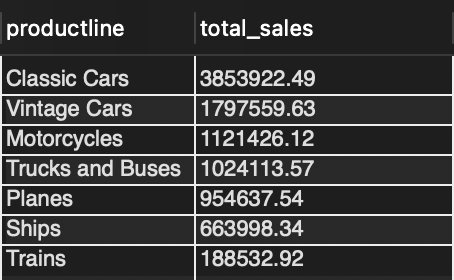 productline total_sales
Classic Cars 3853922.49
Vintage Cars 1797559.63
Motorcycles 1121426.12
Trucks and Buses 1024113.57
Planes 954637.54
Ships 663998.34
Trains 188532.92